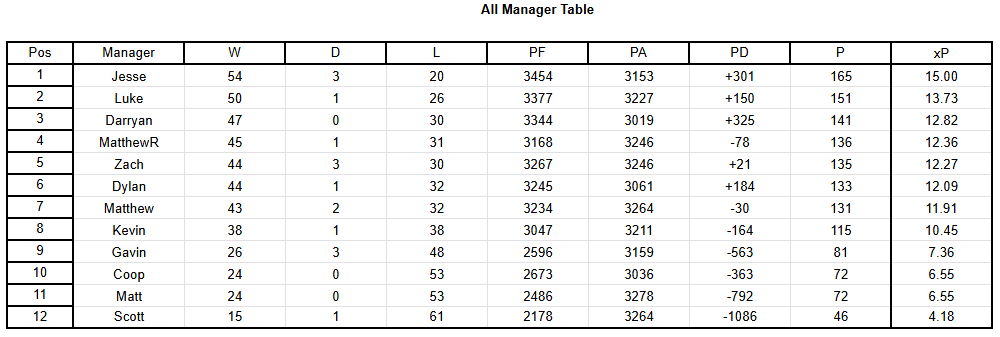 All Manager Table
Pos Manager W D L PF PA PD P xP
1 Jesse 54 3 20 3454 3153 +301 165 15.00
2 Luke 50 1 26 3377 3227 +150 151 13.73
3 Darryan 47 0 30 3344 3019 +325 141 12.82
4 MatthewR 45 1 31 3168 3246 -78 136 12.36
5 Zach 44 3 30 3267 3246 +21 135 12.27
6 Dylan 44 1 32 3245 3061 +184 133 12.09
7 Matthew 43 2 32 3234 3264 -30 131 11.91
8 Kevin 38 1 38 3047 3211 -164 115 10.45
9 Gavin 26 3 48 2596 3159 -563 81 7.36
10 Coop 24 0 53 2673 3036 -363 72 6.55
11 Matt 24 0 53 2486 3278 -792 72 6.55
12 Scott 15 1 61 2178 3264 -1086 46 4.18